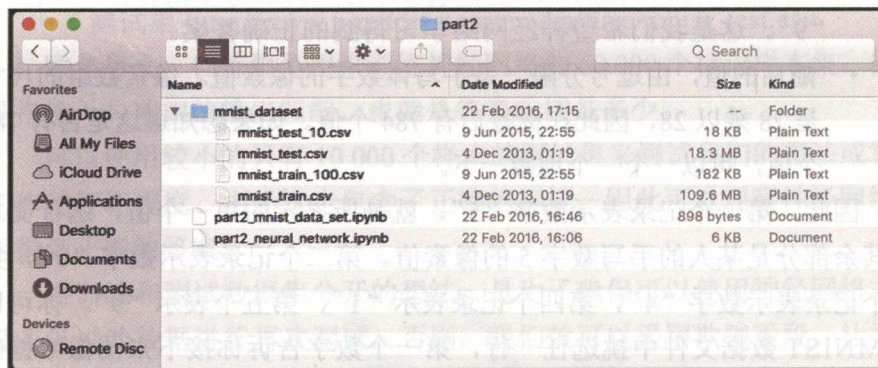 part2
Search
Favorites
AirDrop
All My Files
iCloud Drive
Applications
Desktop
Documents
Downloads
Devices
Remote Disc
Name Date Modified Size Kind
mnist_dataset 22 Feb 2016, 17:15 -- Folder
mnist_test_10.csv 9 Jun 2015, 22:55 18 KB Plain Text
mnist_test.csv 4 Dec 2013, 01:19 18.3 MB Plain Text
mnist_train_100.csv 9 Jun 2015, 22:55 182 KB Plain Text
mnist_train.csv 4 Dec 2013, 01:19 109.6 MB Plain Text
part2_mnist_data_set.ipynb 22 Feb 2016, 16:46 898 bytes Document
part2_neural_network.ipynb 22 Feb 2016, 16:06 6 KB Document